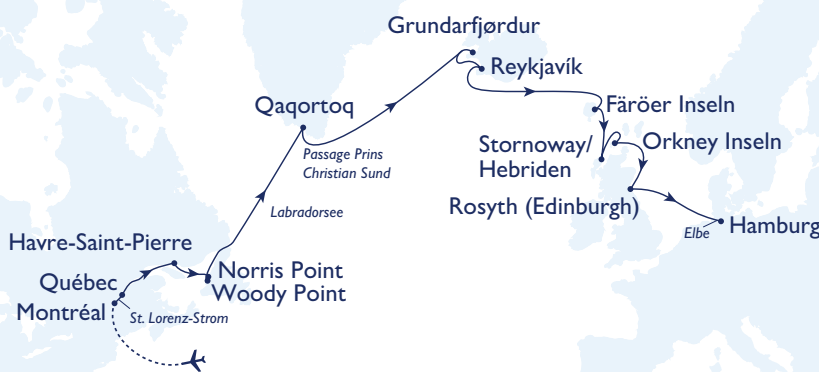 Grundarfjørdur
Reykjavík
Qaqortoq
Färöer Inseln
Passage Prins
Christian Sund
Stornoway/
Hebriden
Orkney Inseln
Rosyth (Edinburgh)
Labradorsee
Elbe
Hamburg
Havre-Saint-Pierre
Norris Point
Woody Point
Québec
Montréal
St. Lorenz-Strom